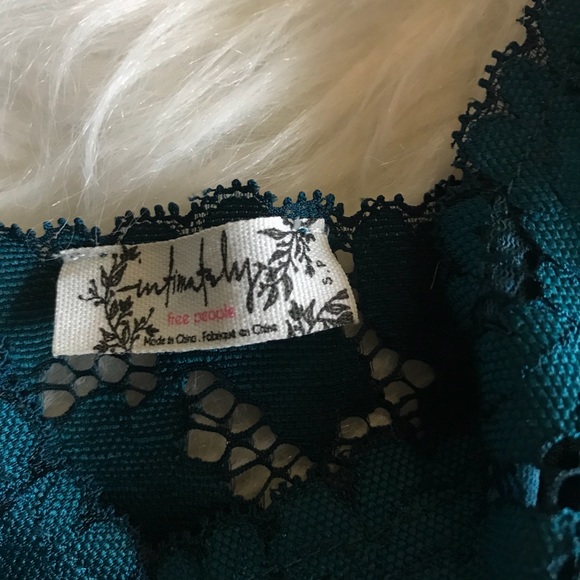 intimately
free people
Made in China . Fabriqué en Chine
S P